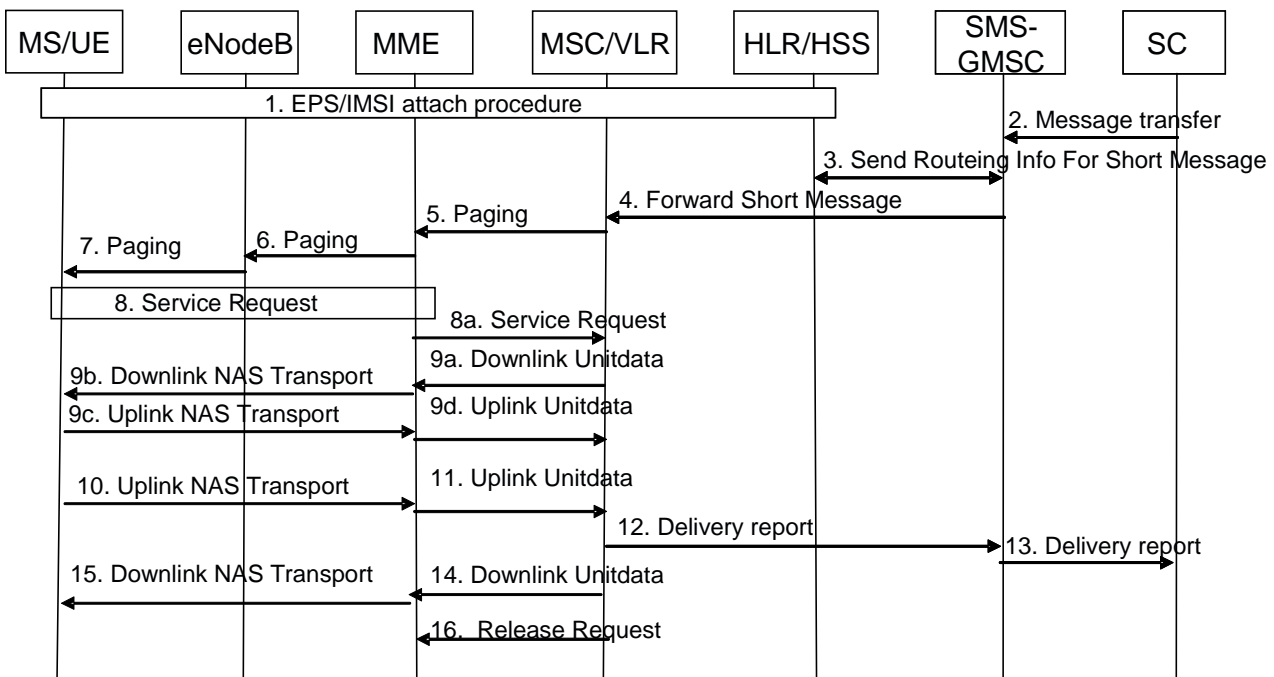 MS/UE
eNodeB
MME
MSC/VLR
HLR/HSS
SMS-
GMSC
SC
1. EPS/IMSI attach procedure
2. Message transfer
3. Send Routeing Info For Short Message
4. Forward Short Message
5. Paging
6. Paging
7. Paging
8. Service Request
8a. Service Request
9a. Downlink Unitdata
9b. Downlink NAS Transport
9c. Uplink NAS Transport
9d. Uplink Unitdata
10. Uplink NAS Transport
11. Uplink Unitdata
12. Delivery report
13. Delivery report
15. Downlink NAS Transport
14. Downlink Unitdata
16. Release Request